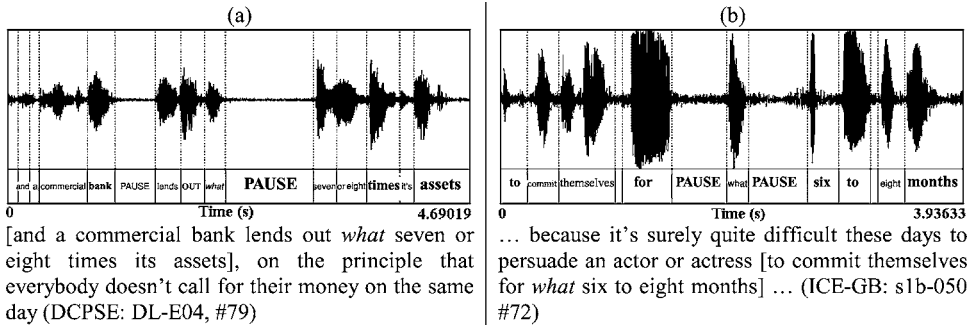 (a)
and a commercial bank PAUSE lends OUT what PAUSE seven or eight times it's assets
0 Time (s) 4.69019
[and a commercial bank lends out what seven or
eight times its assets], on the principle that
everybody doesn't call for their money on the same
day (DCPSE: DL-E04, #79)
(b)
to commit themselves for PAUSE what PAUSE six to eight months
0 Time (s) 3.93633
… because it's surely quite difficult these days to
persuade an actor or actress [to commit themselves
for what six to eight months] … (ICE-GB: s1b-050
#72)